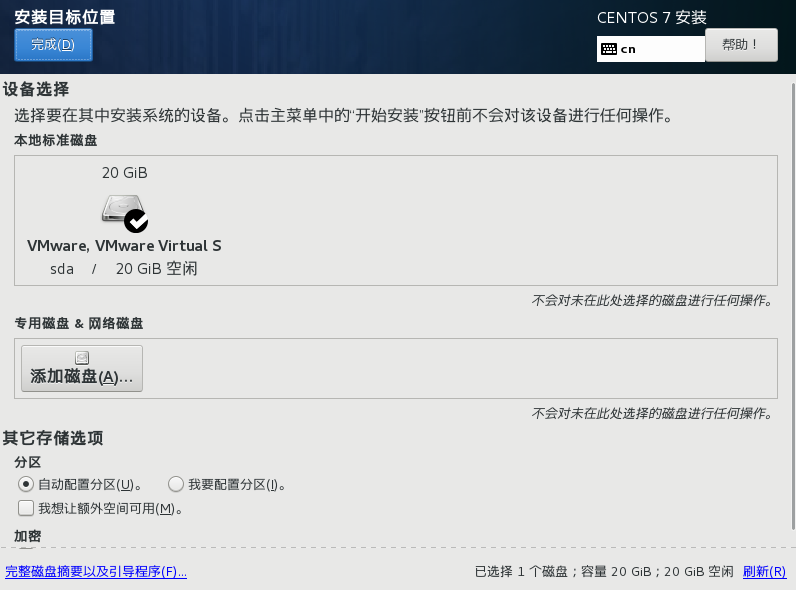 安装目标位置
CENTOS 7 安装
完成(D)
cn
帮助！
设备选择
选择要在其中安装系统的设备。点击主菜单中的“开始安装”按钮前不会对该设备进行任何操作。
本地标准磁盘
20 GiB
VMware, VMware Virtual S
sda / 20 GiB 空闲
不会对未在此处选择的磁盘进行任何操作。
专用磁盘 & 网络磁盘
添加磁盘(A)...
不会对未在此处选择的磁盘进行任何操作。
其它存储选项
分区
自动配置分区(U)。 我要配置分区(I)。
我想让额外空间可用(M)。
加密
完整磁盘摘要以及引导程序(F)... 已选择 1 个磁盘；容量 20 GiB；20 GiB 空闲 刷新(R)